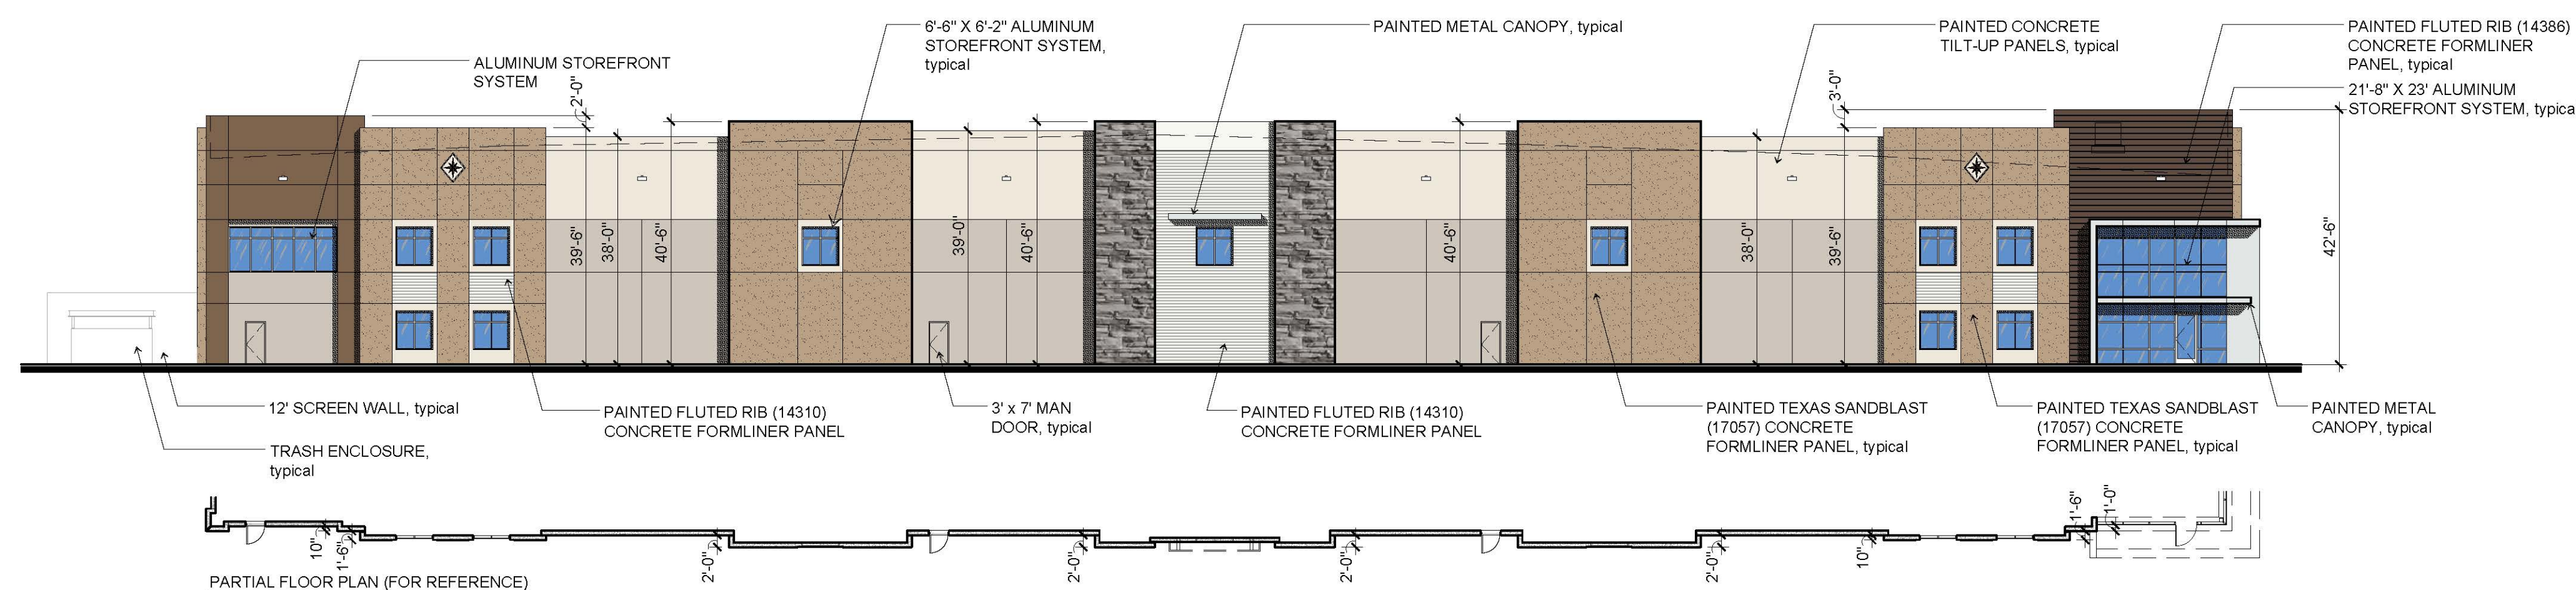 6'-6" X 6'-2" ALUMINUM
STOREFRONT SYSTEM,
typical
PAINTED METAL CANOPY, typical
PAINTED CONCRETE
TILT-UP PANELS, typical
PAINTED FLUTED RIB (14386)
CONCRETE FORMLINER
PANEL, typical
ALUMINUM STOREFRONT
SYSTEM
21'-8" X 23' ALUMINUM
STOREFRONT SYSTEM, typica
2'-0"
3'-0"
39'-6"
38'-0"
40'-6"
39'-0"
40'-6"
40'-6"
38'-0"
39'-6"
42'-6"
12' SCREEN WALL, typical
TRASH ENCLOSURE,
typical
PAINTED FLUTED RIB (14310)
CONCRETE FORMLINER PANEL
3' x 7' MAN
DOOR, typical
PAINTED FLUTED RIB (14310)
CONCRETE FORMLINER PANEL
PAINTED TEXAS SANDBLAST
(17057) CONCRETE
FORMLINER PANEL, typical
PAINTED TEXAS SANDBLAST
(17057) CONCRETE
FORMLINER PANEL, typical
PAINTED METAL
CANOPY, typical
10"
1'-6"
2'-0"
2'-0"
2'-0"
2'-0"
10"
1'-6"
1'-0"
PARTIAL FLOOR PLAN (FOR REFERENCE)